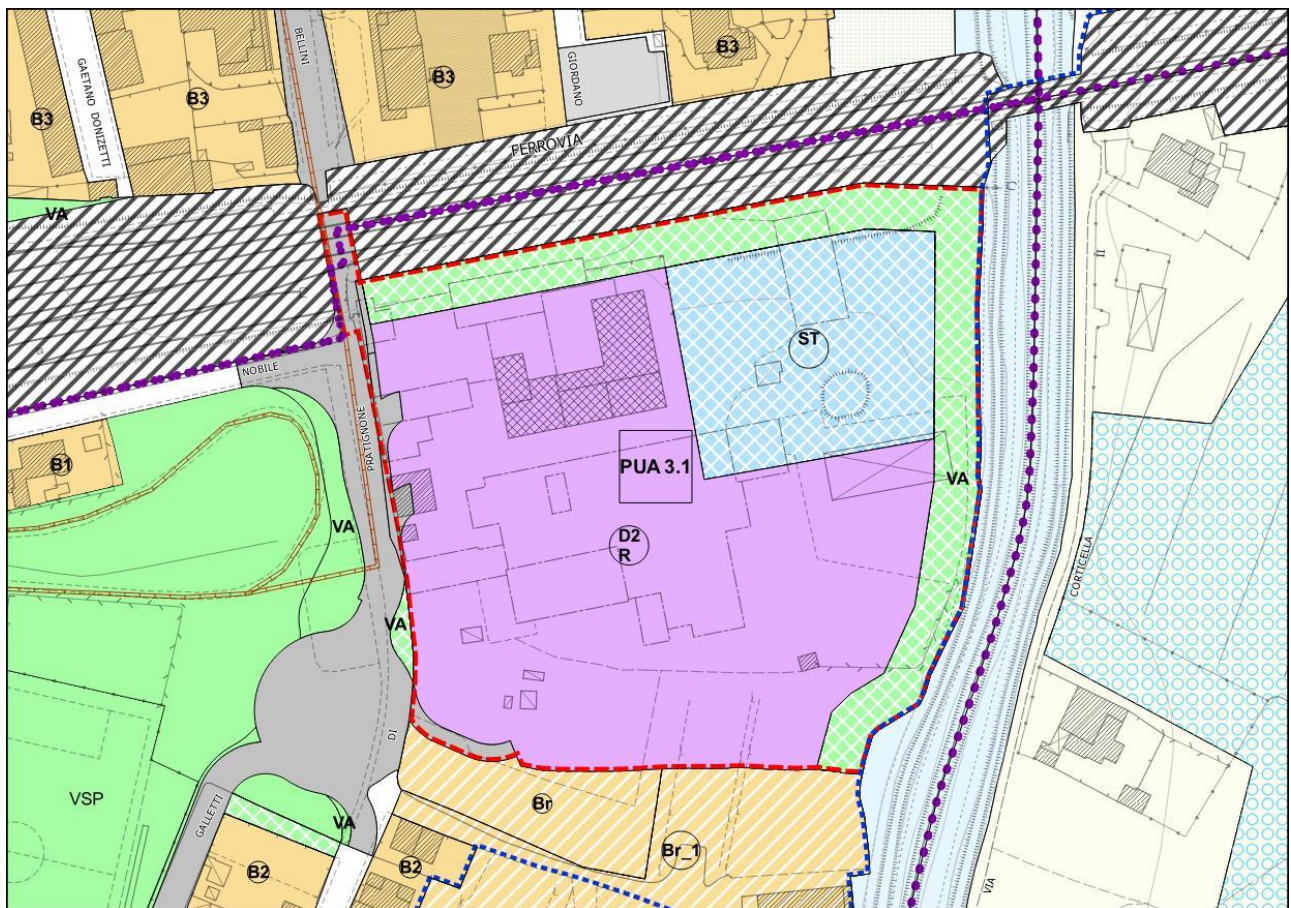 BELLINI
B3
B3
GIORDANO
GAETANO DONIZETTI
B3
B3
FERROVIA
VA
II
ST
NOBILE
PRATIGNONE
B1
PUA 3.1
VA
VA
D2
R
CORTICELLA
VA
DI
VSP
GALLETTI
Br
VA
Br_1
B2
B2
VIA